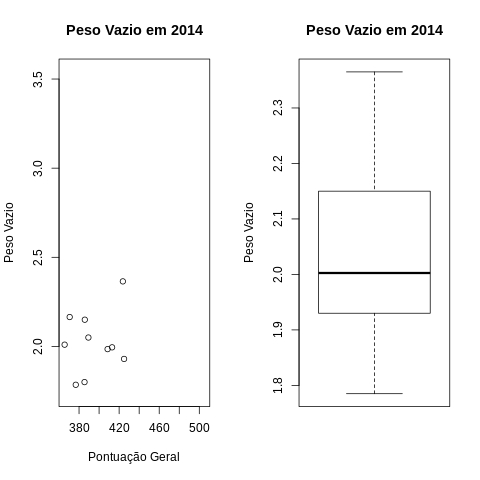 Peso Vazio em 2014
Peso Vazio
3.5
3.0
2.5
2.0
380
420
460
500
Pontuação Geral
Peso Vazio em 2014
Peso Vazio
2.3
2.2
2.1
2.0
1.9
1.8